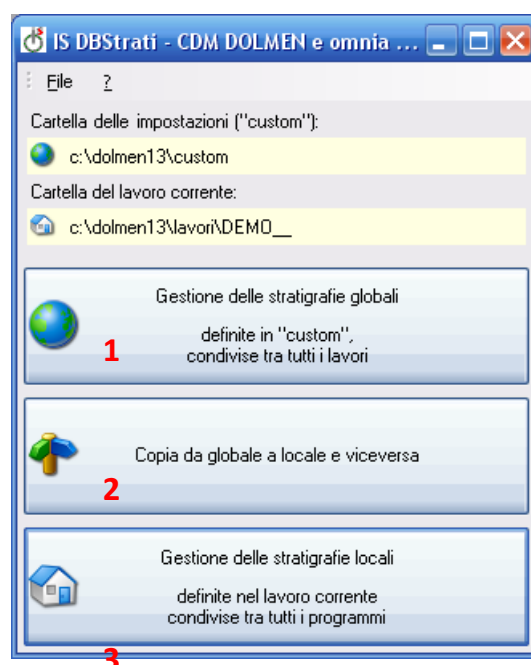 IS DBStrati - CDM DOLMEN e omnia ...
File ?
Cartella delle impostazioni ("custom"):
c:\dolmen13\custom
Cartella del lavoro corrente:
c:\dolmen13\lavori\DEMO__
Gestione delle stratigrafie globali
definite in "custom",
condivise tra tutti i lavori
1
Copia da globale a locale e viceversa
2
Gestione delle stratigrafie locali
definite nel lavoro corrente
condivise tra tutti i programmi
3